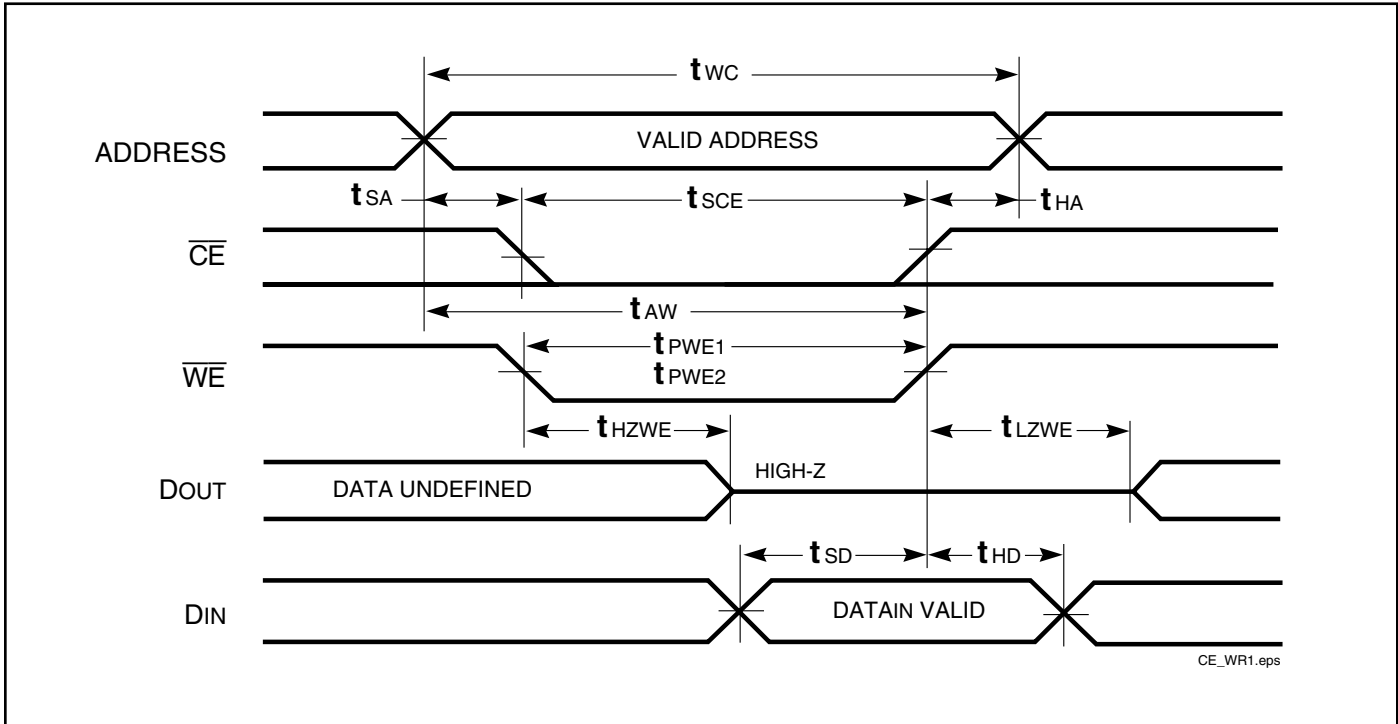 tWC
ADDRESS
VALID ADDRESS
tSA
tSCE
tHA
CE
tAW
tPWE1
WE
tPWE2
tHZWE
tLZWE
HIGH-Z
DOUT
DATA UNDEFINED
tSD
tHD
DIN
DATAIN VALID
CE_WR1.eps